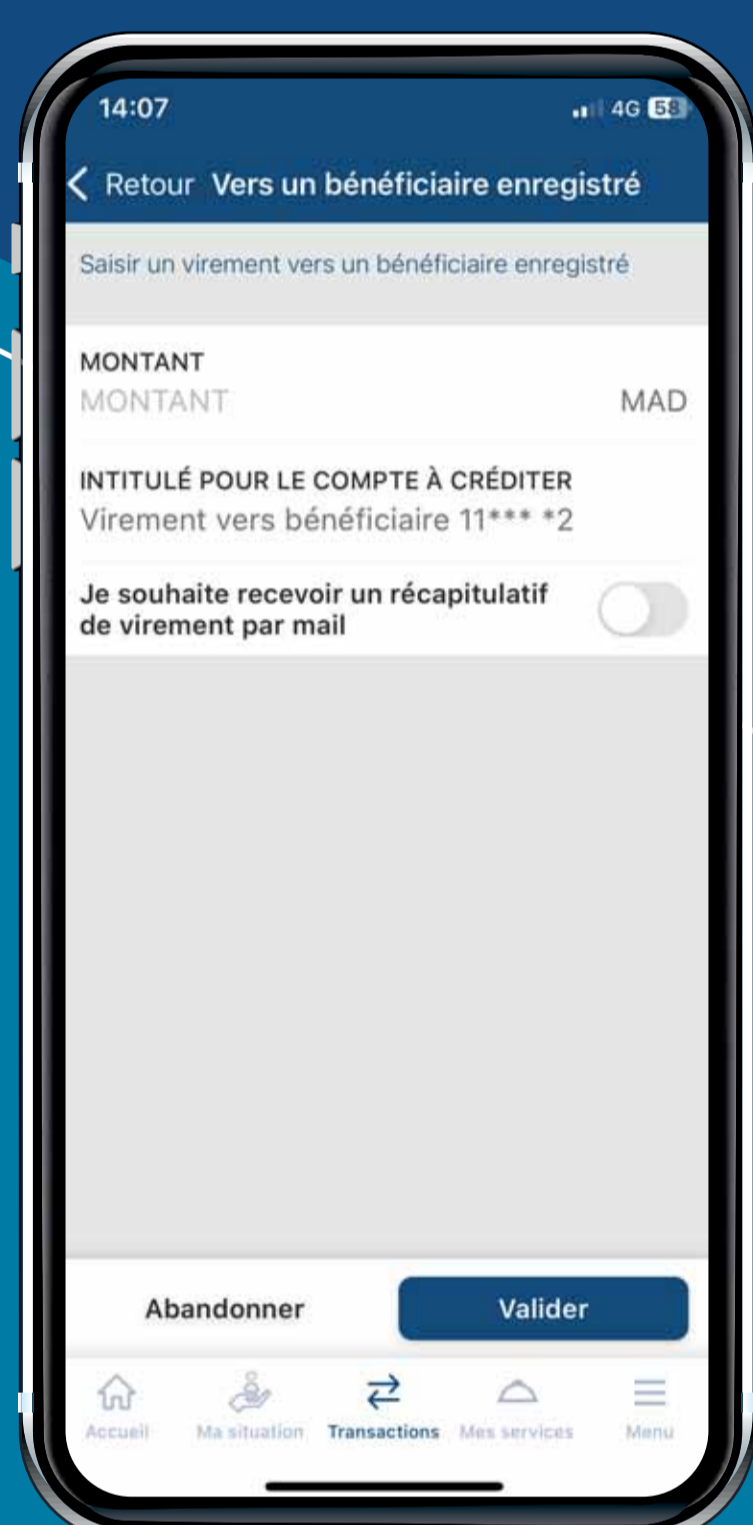 14:07
4G 58
Retour Vers un bénéficiaire enregistré
Saisir un virement vers un bénéficiaire enregistré
MONTANT
MONTANT MAD
INTITULÉ POUR LE COMPTE À CRÉDITER
Virement vers bénéficiaire 11*** *2
Je souhaite recevoir un récapitulatif
de virement par mail
Abandonner Valider
Accueil Ma situation Transactions Mes services Menu